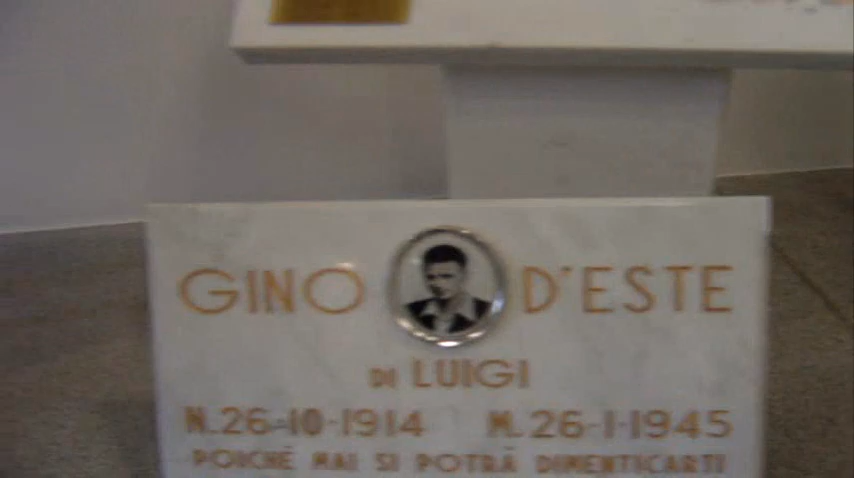 GINO D'ESTE
DI LUIGI
N. 26-10-1914 M. 26-1-1945
POICHÉ MAI SI POTRÀ DIMENTICARTI